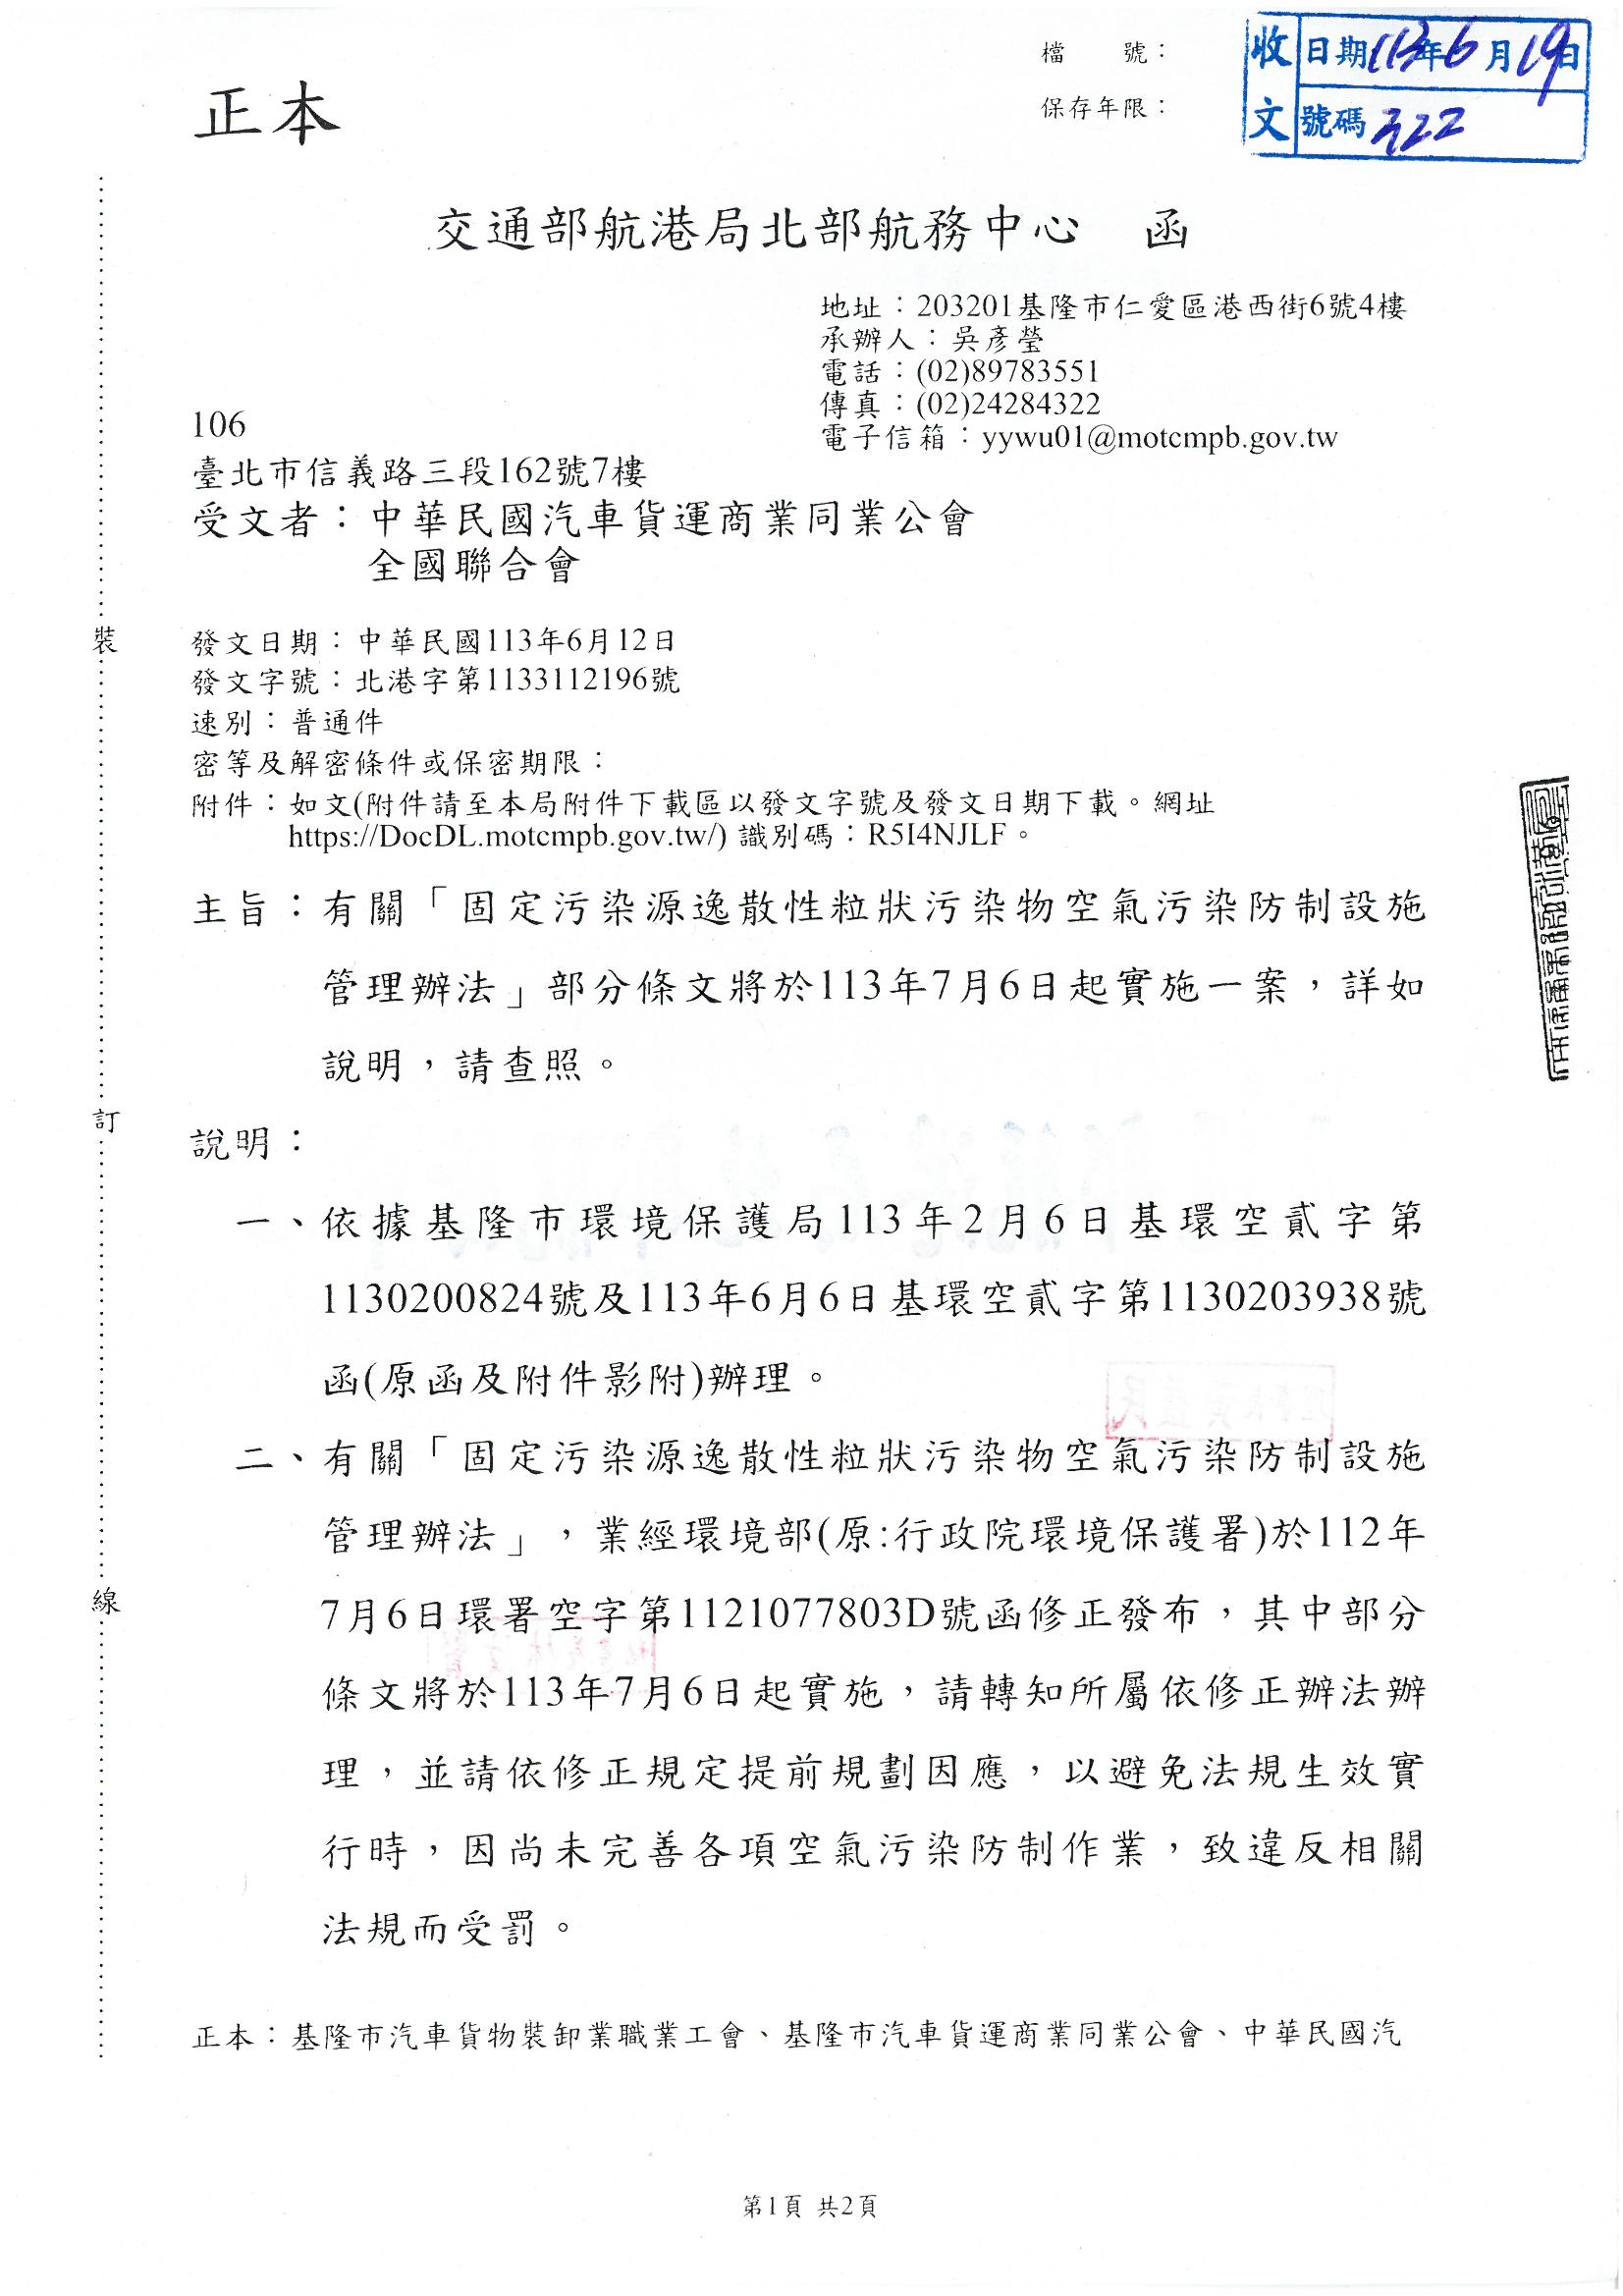 正本
檔　　號：
保存年限：
收文
日期113年6月19日
號碼322
交通部航港局北部航務中心　函
地址：203201基隆市仁愛區港西街6號4樓
承辦人：吳彥瑩
電話：(02)89783551
傳真：(02)24284322
電子信箱：yywu01@motcmpb.gov.tw
106
臺北市信義路三段162號7樓
受文者：中華民國汽車貨運商業同業公會
全國聯合會
發文日期：中華民國113年6月12日
發文字號：北港字第1133112196號
速別：普通件
密等及解密條件或保密期限：
附件：如文(附件請至本局附件下載區以發文字號及發文日期下載。網址
https://DocDL.motcmpb.gov.tw/) 識別碼：R5I4NJLF。
主旨：有關「固定污染源逸散性粒狀污染物空氣污染防制設施
管理辦法」部分條文將於113年7月6日起實施一案，詳如
說明，請查照。
說明：
一、依據基隆市環境保護局113年2月6日基環空貳字第
1130200824號及113年6月6日基環空貳字第1130203938號
函(原函及附件影附)辦理。
二、有關「固定污染源逸散性粒狀污染物空氣污染防制設施
管理辦法」，業經環境部(原:行政院環境保護署)於112年
7月6日環署空字第1121077803D號函修正發布，其中部分
條文將於113年7月6日起實施，請轉知所屬依修正辦法辦
理，並請依修正規定提前規劃因應，以避免法規生效實
行時，因尚未完善各項空氣污染防制作業，致違反相關
法規而受罰。
正本：基隆市汽車貨物裝卸業職業工會、基隆市汽車貨運商業同業公會、中華民國汽
裝
訂
線
第1頁 共2頁